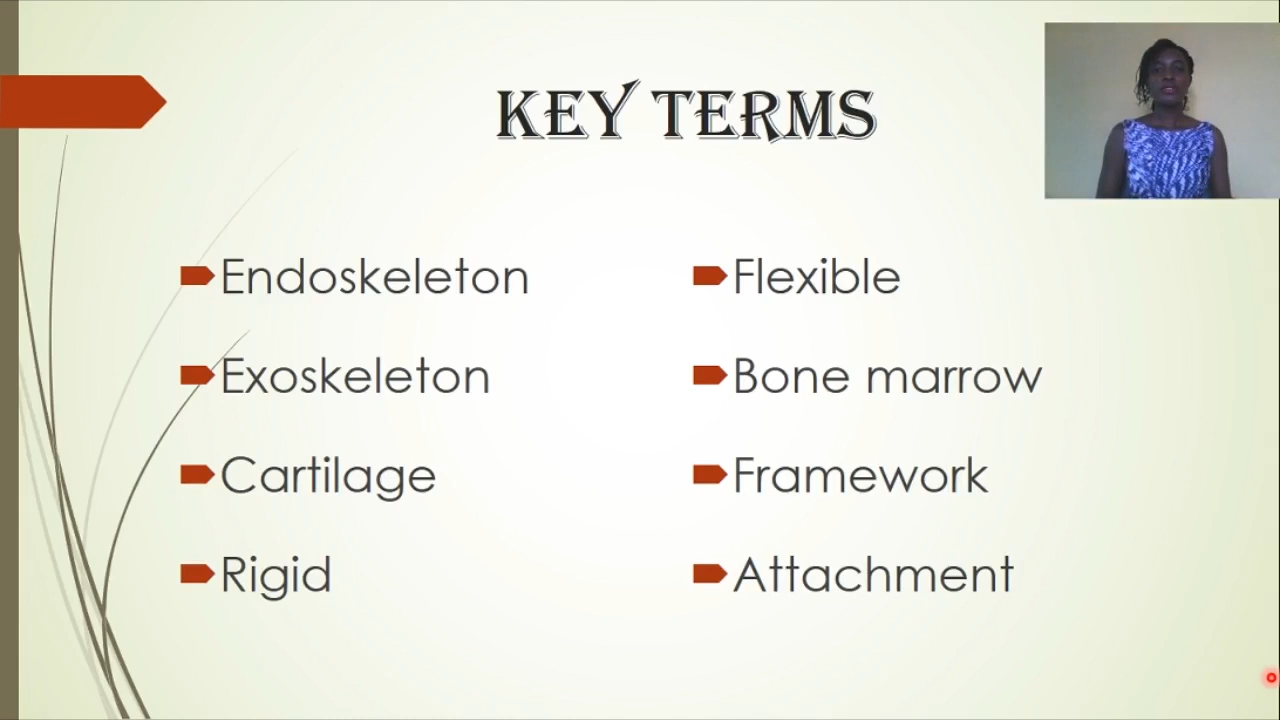 KEY TERMS
Endoskeleton
Exoskeleton
Cartilage
Rigid
Flexible
Bone marrow
Framework
Attachment